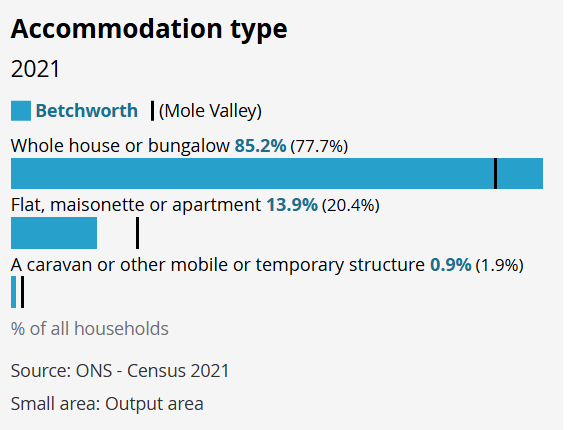 Accommodation type
2021
Betchworth (Mole Valley)
Whole house or bungalow 85.2% (77.7%)
Flat, maisonette or apartment 13.9% (20.4%)
A caravan or other mobile or temporary structure 0.9% (1.9%)
% of all households
Source: ONS - Census 2021
Small area: Output area